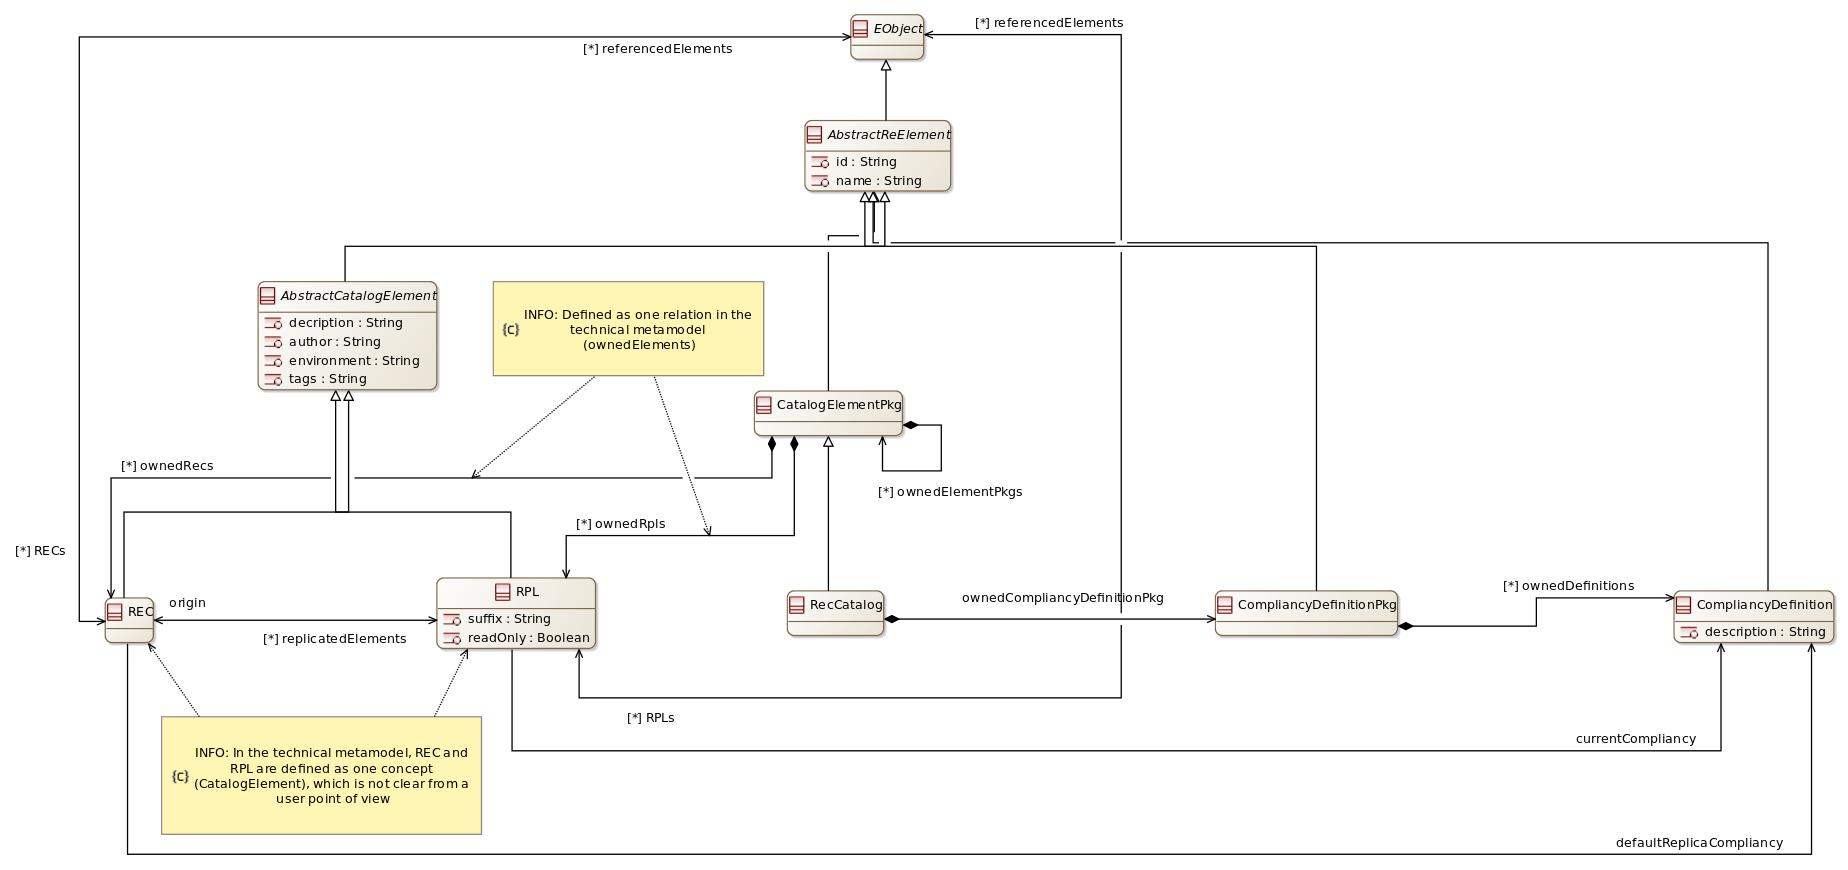 [*] referencedElements
EObject
[*] referencedElements
AbstractReElement
id : String
name : String
AbstractCatalogElement
decription : String
author : String
environment : String
tags : String
INFO: Defined as one relation in the
technical metamodel
(ownedElements)
{c}
CatalogElementPkg
[*] ownedRecs
[*] ownedElementPkgs
[*] ownedRpls
[*] RECs
REC
origin
[*] replicatedElements
RPL
suffix : String
readOnly : Boolean
RecCatalog
ownedCompliancyDefinitionPkg
CompliancyDefinitionPkg
[*] ownedDefinitions
CompliancyDefinition
description : String
[*] RPLs
currentCompliancy
INFO: In the technical metamodel, REC and
RPL are defined as one concept
(CatalogElement), which is not clear from a
user point of view
{c}
defaultReplicaCompliancy